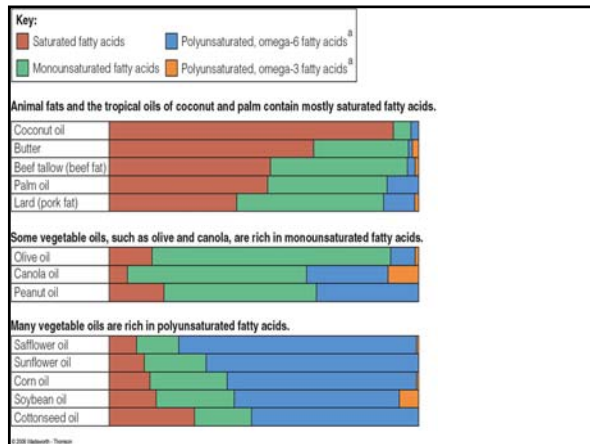 Key:
Saturated fatty acids Polyunsaturated, omega-6 fatty acidsᵃ
Monounsaturated fatty acids Polyunsaturated, omega-3 fatty acidsᵃ
Animal fats and the tropical oils of coconut and palm contain mostly saturated fatty acids.
Coconut oil
Butter
Beef tallow (beef fat)
Palm oil
Lard (pork fat)
Some vegetable oils, such as olive and canola, are rich in monounsaturated fatty acids.
Olive oil
Canola oil
Peanut oil
Many vegetable oils are rich in polyunsaturated fatty acids.
Safflower oil
Sunflower oil
Corn oil
Soybean oil
Cottonseed oil